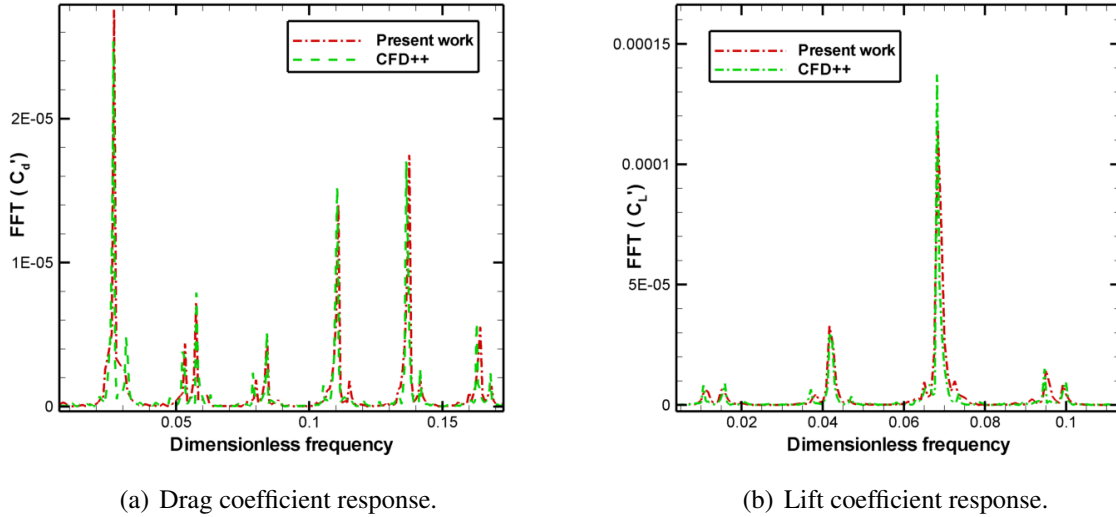 Present work
CFD++
2E-05
1E-05
0
0.05
0.1
0.15
FFT ( Cd')
Dimensionless frequency
(a) Drag coefficient response.
Present work
CFD++
0.00015
0.0001
5E-05
0
0.02
0.04
0.06
0.08
0.1
FFT ( CL')
Dimensionless frequency
(b) Lift coefficient response.